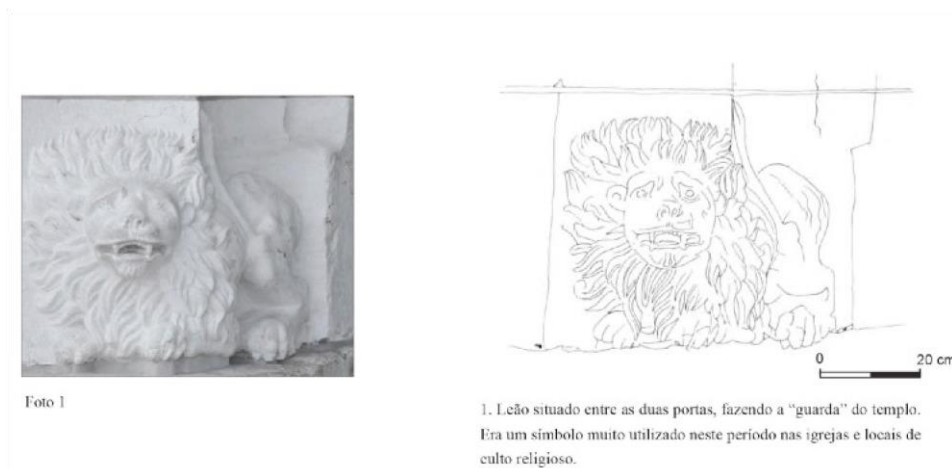 Foto 1
0 20 cm
1. Leão situado entre as duas portas, fazendo a “guarda” do templo.
Era um símbolo muito utilizado neste período nas igrejas e locais de
culto religioso.